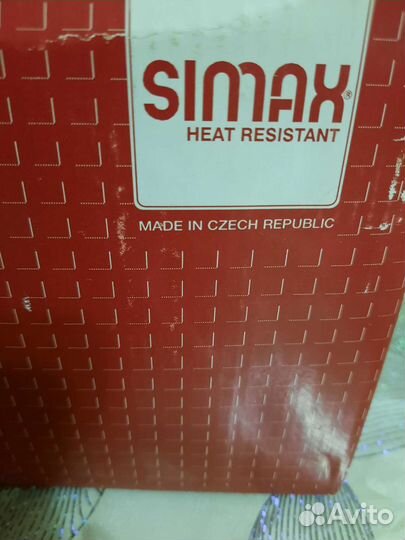 SIMAX®
HEAT RESISTANT
MADE IN CZECH REPUBLIC
Avito